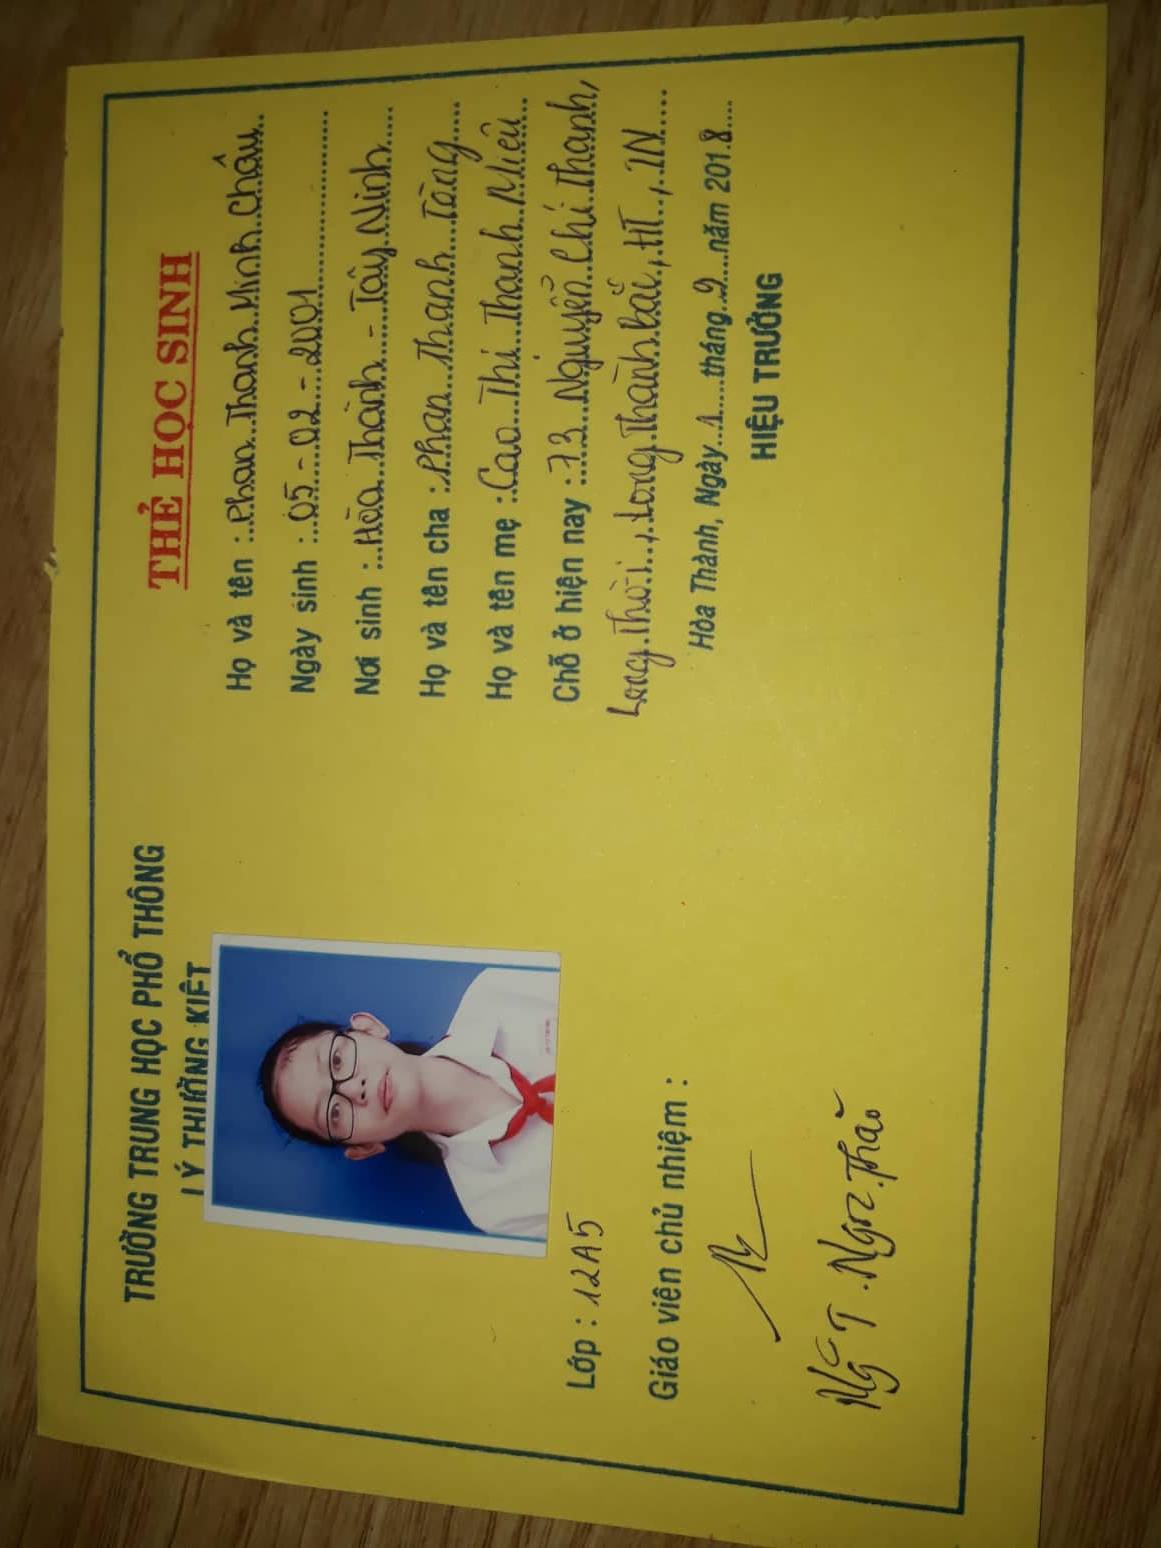 TRƯỜNG TRUNG HỌC PHỔ THÔNG
LÝ THƯỜNG KIỆT
Lớp : 12A5
Giáo viên chủ nhiệm :
Ng T. Ngọc Thảo
THẺ HỌC SINH
Họ và tên : Phan Thanh Minh Châu
Ngày sinh : 05-02-2001
Nơi sinh : Hòa Thành - Tây Ninh
Họ và tên cha : Phan Thanh Tòng
Họ và tên mẹ : Cao Thị Thanh Miêu
Chỗ ở hiện nay : 73 Nguyễn Chí Thanh,
Long Thời, Long Thành Bắc, HT, TN
Hòa Thành, Ngày 1 tháng 9 năm 2018
HIỆU TRƯỞNG